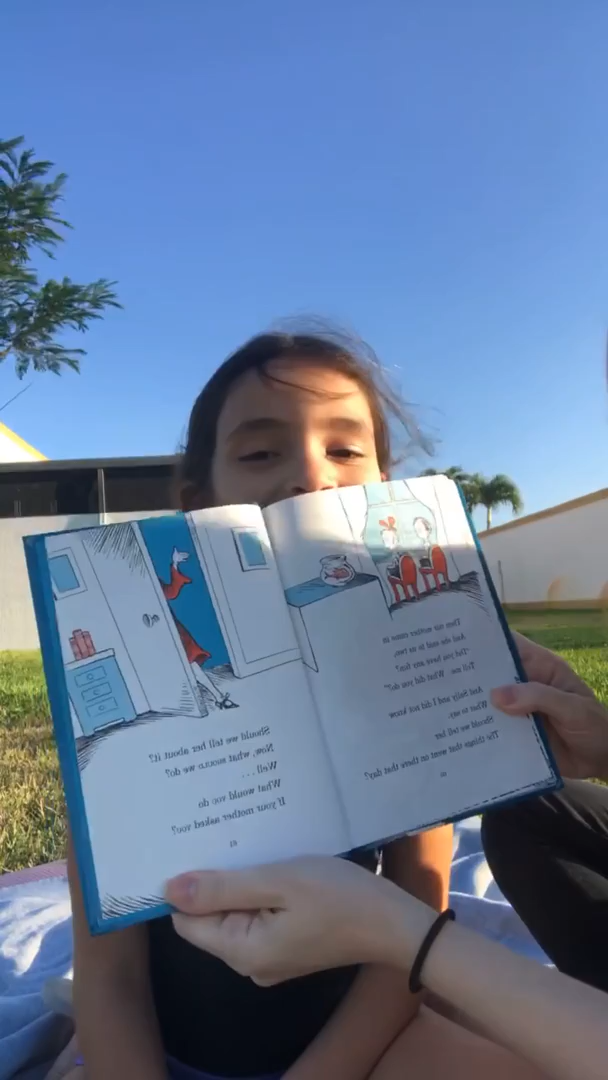 Then our mother came in
And she said to us two,
“Did you have any fun?
Tell me. What did you do?”
And Sally and I did not know
What to say.
Should we tell her
The things that went on there that day?
60
Should we tell her about it?
Now, what SHOULD we do?
Well . . .
What would YOU do
If your mother asked YOU?
61